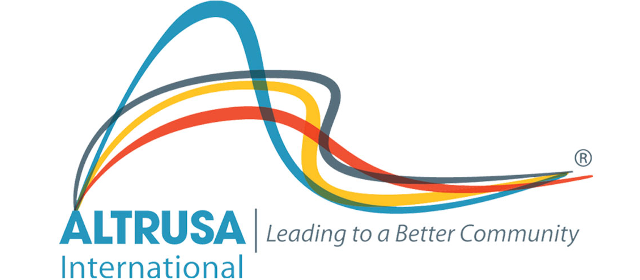 ®
ALTRUSA
International
Leading to a Better Community